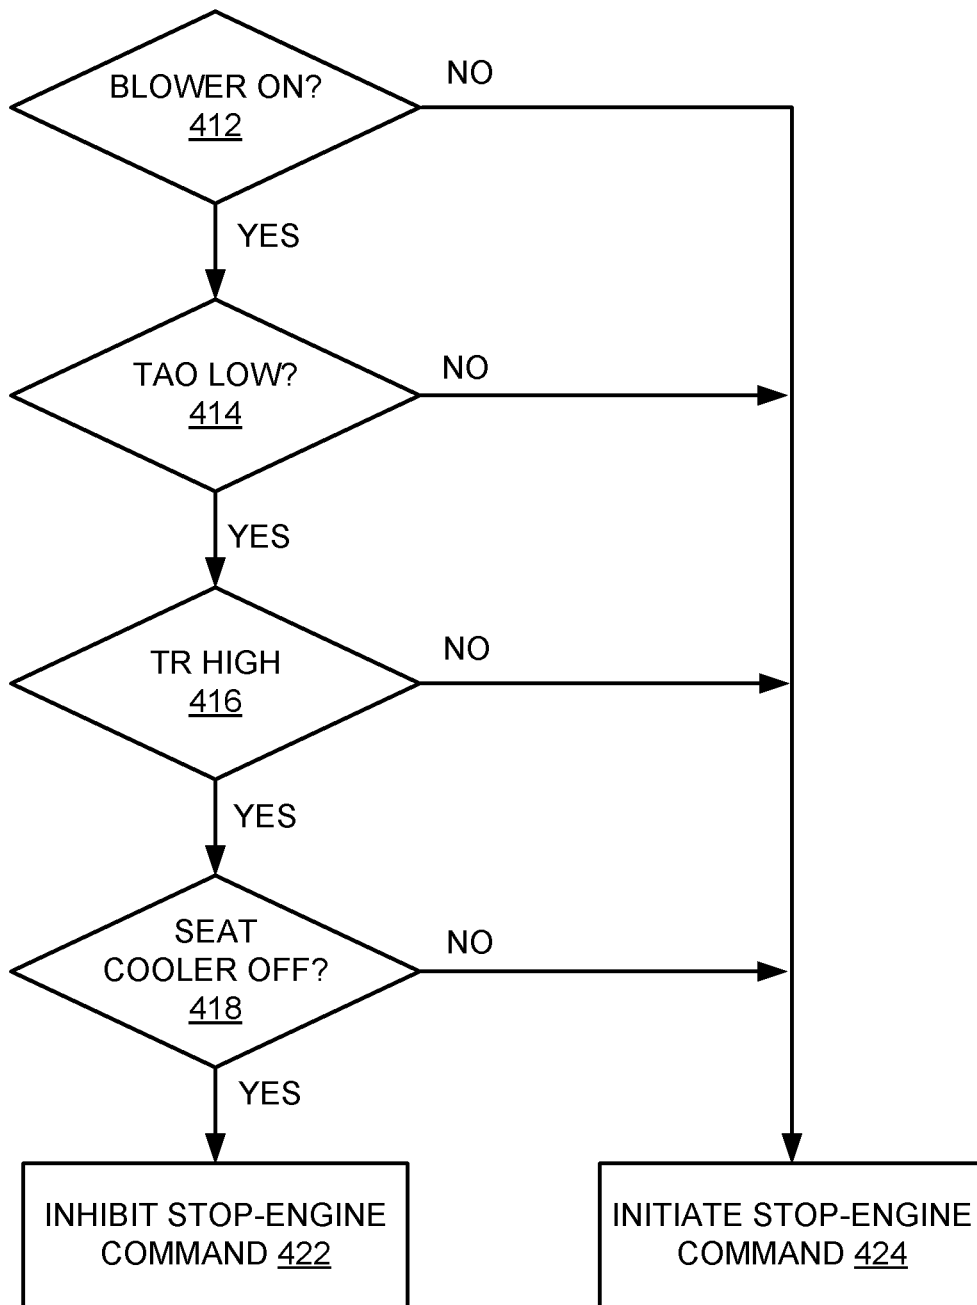 BLOWER ON?
412
NO
YES
TAO LOW?
414
NO
YES
TR HIGH
416
NO
YES
SEAT
COOLER OFF?
418
NO
YES
INHIBIT STOP-ENGINE
COMMAND 422
INITIATE STOP-ENGINE
COMMAND 424